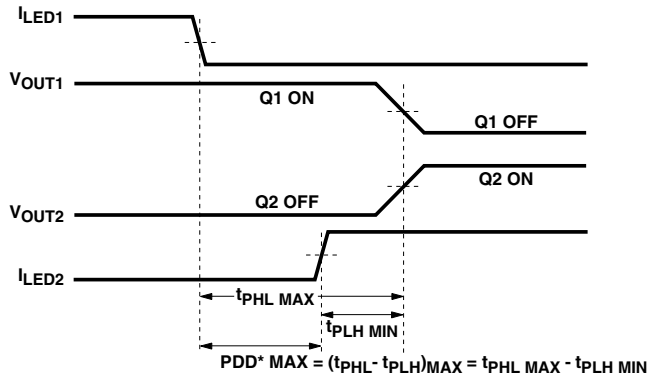 ILED1
VOUT1
Q1 ON
Q1 OFF
Q2 ON
Q2 OFF
VOUT2
ILED2
tPHL MAX
tPLH MIN
PDD* MAX = (tPHL- tPLH)MAX = tPHL MAX - tPLH MIN